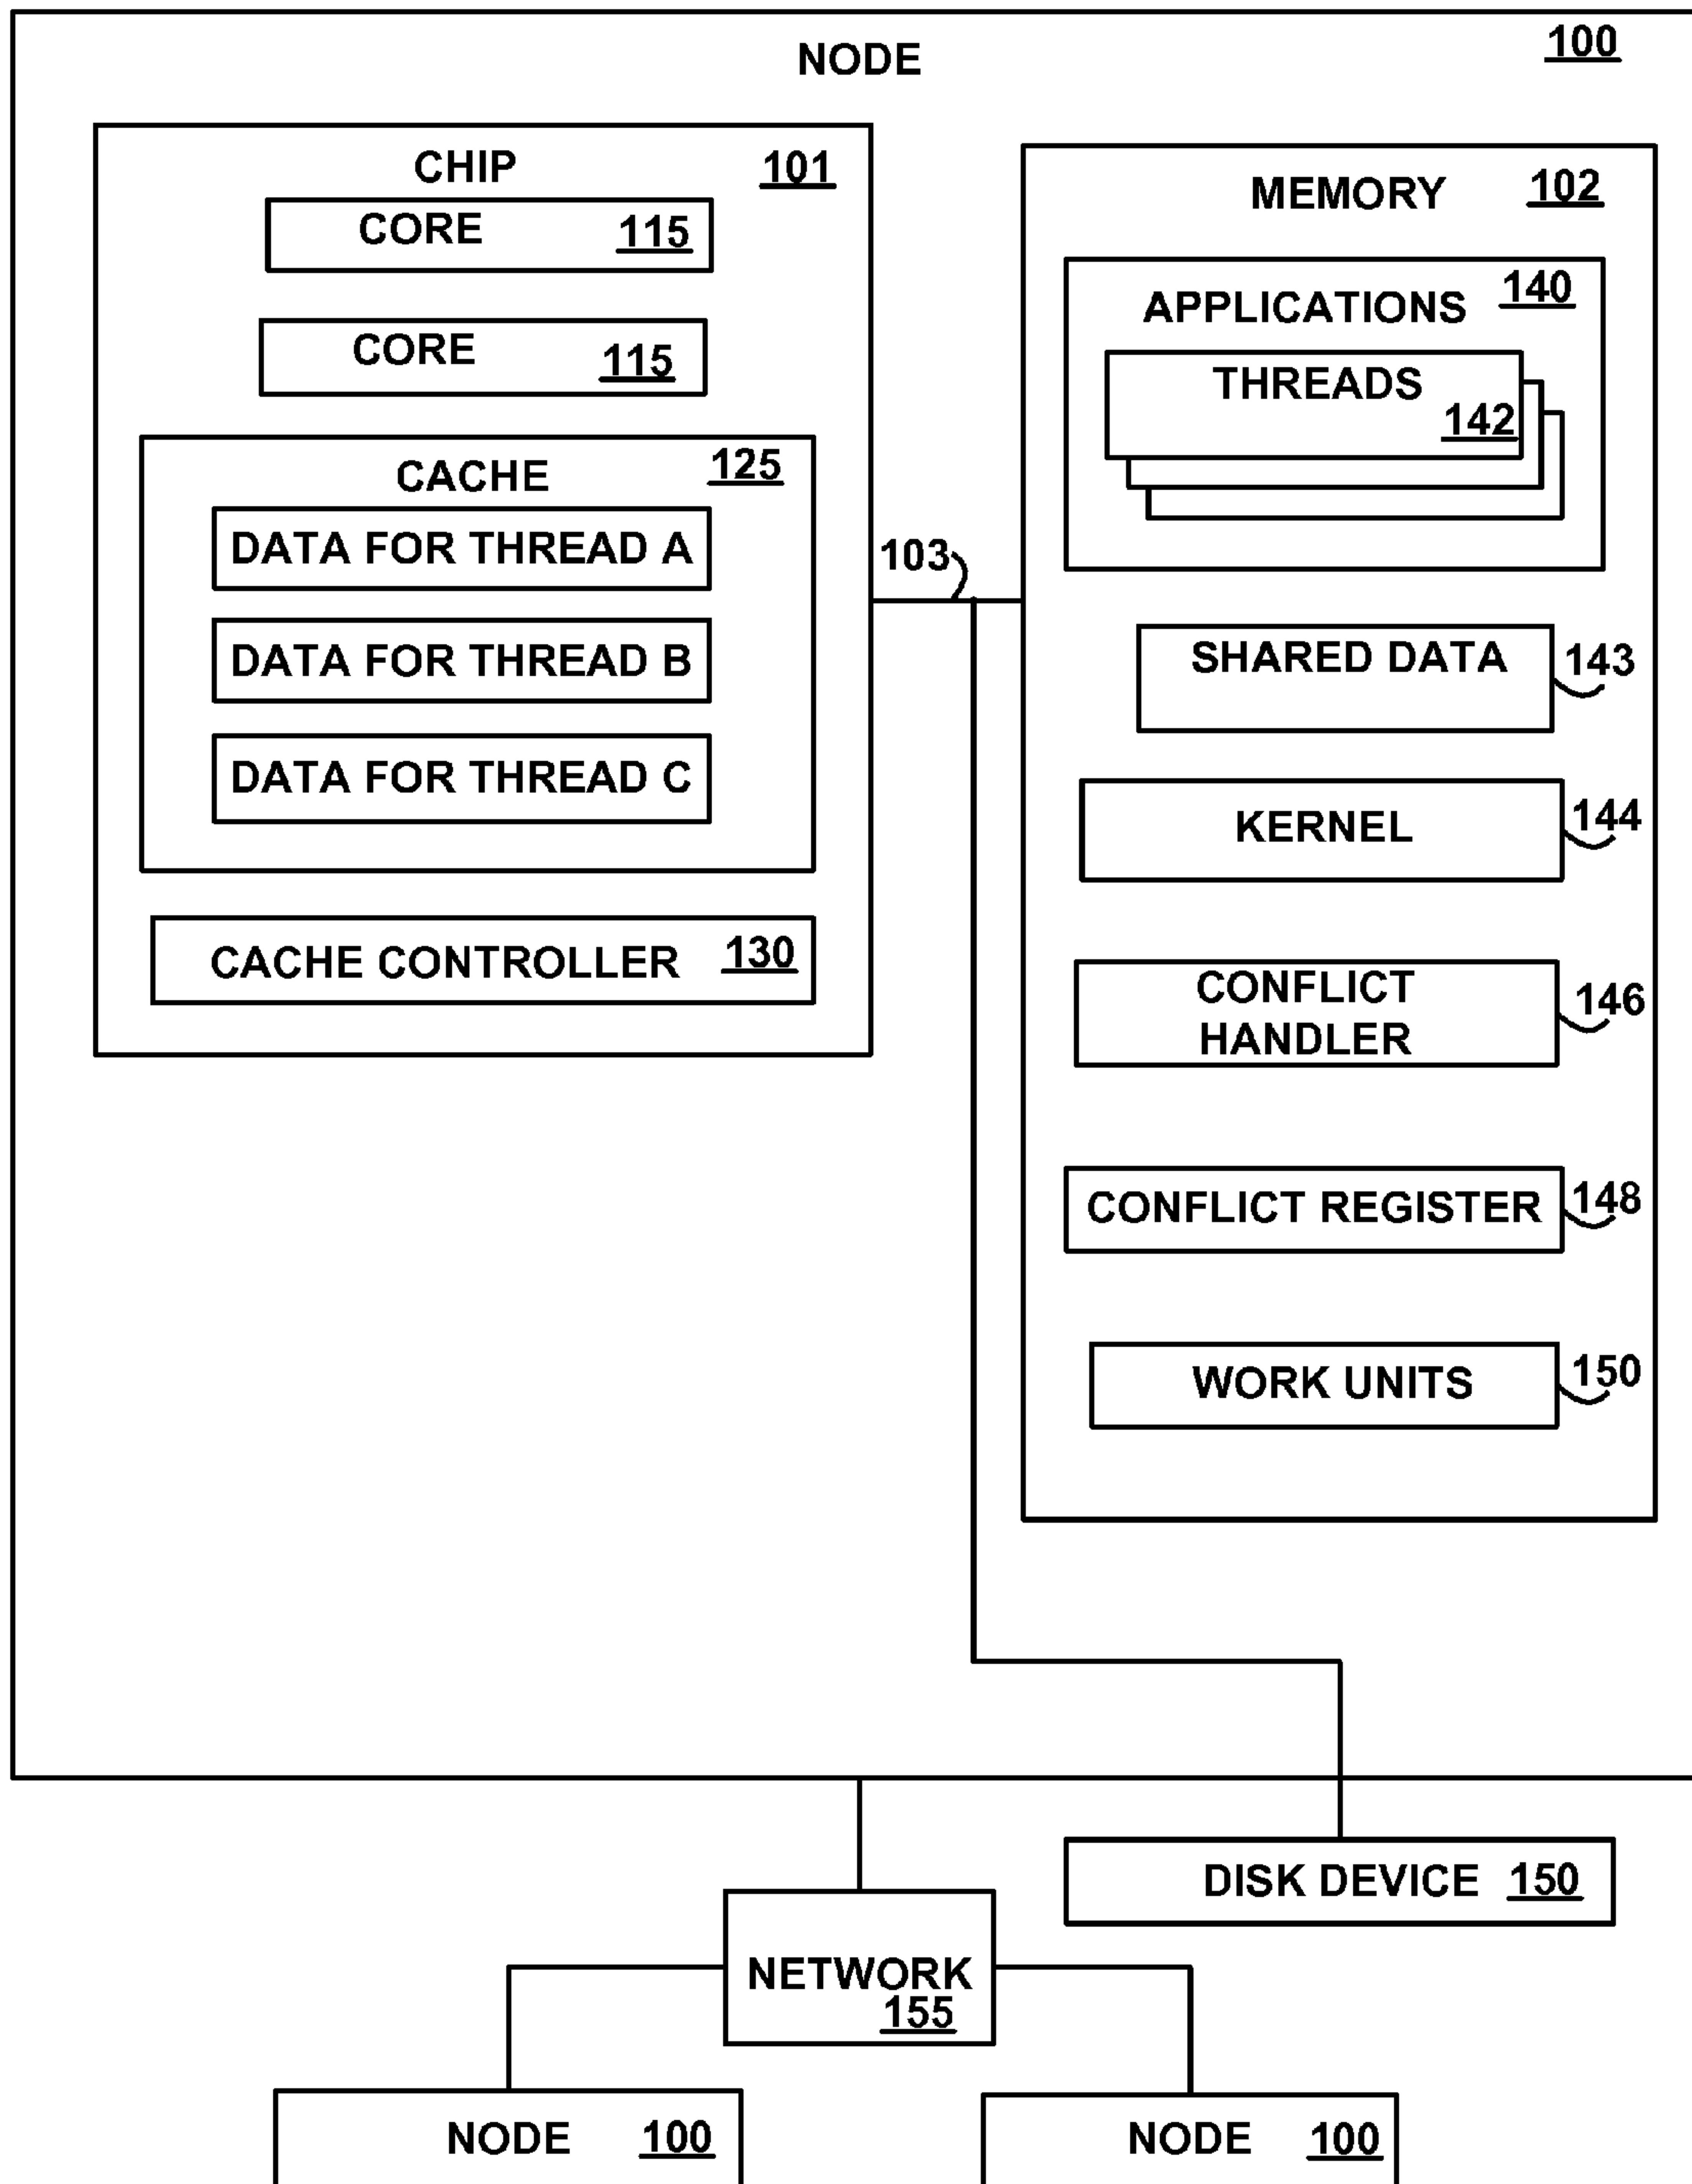 NODE 100
CHIP 101
CORE 115
CORE 115
CACHE 125
DATA FOR THREAD A
DATA FOR THREAD B
DATA FOR THREAD C
CACHE CONTROLLER 130
103
MEMORY 102
APPLICATIONS 140
THREADS
142
SHARED DATA 143
KERNEL 144
CONFLICT
HANDLER
146
CONFLICT REGISTER 148
WORK UNITS 150
DISK DEVICE 150
NETWORK
155
NODE 100
NODE 100